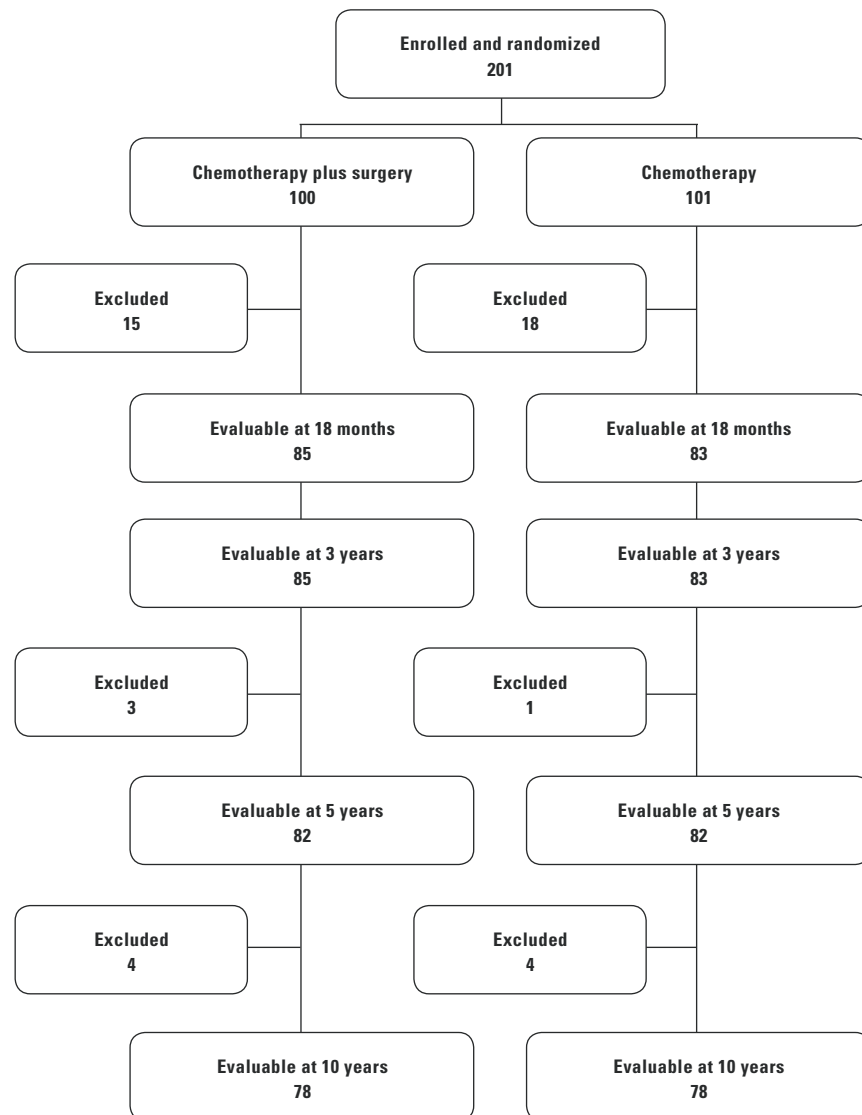 Enrolled and randomized
201
Chemotherapy plus surgery
100
Chemotherapy
101
Excluded
15
Excluded
18
Evaluable at 18 months
85
Evaluable at 18 months
83
Evaluable at 3 years
85
Evaluable at 3 years
83
Excluded
3
Excluded
1
Evaluable at 5 years
82
Evaluable at 5 years
82
Excluded
4
Excluded
4
Evaluable at 10 years
78
Evaluable at 10 years
78